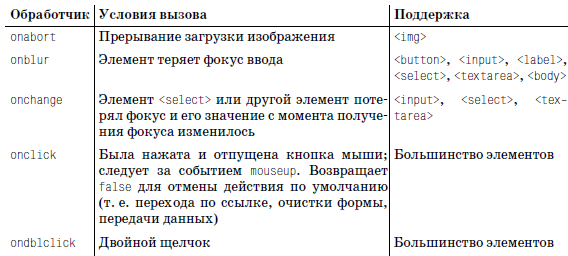 Обработчик Условия вызова Поддержка
onabort Прерывание загрузки изображения <img>
onblur Элемент теряет фокус ввода <button>, <input>, <label>,
<select>, <textarea>, <body>
onchange Элемент <select> или другой элемент поте- <input>, <select>, <tex-
рял фокус и его значение с момента получе- tarea>
ния фокуса изменилось
onclick Была нажата и отпущена кнопка мыши; Большинство элементов
следует за событием mouseup. Возвращает
false для отмены действия по умолчанию
(т. е. перехода по ссылке, очистки формы,
передачи данных)
ondblclick Двойной щелчок Большинство элементов